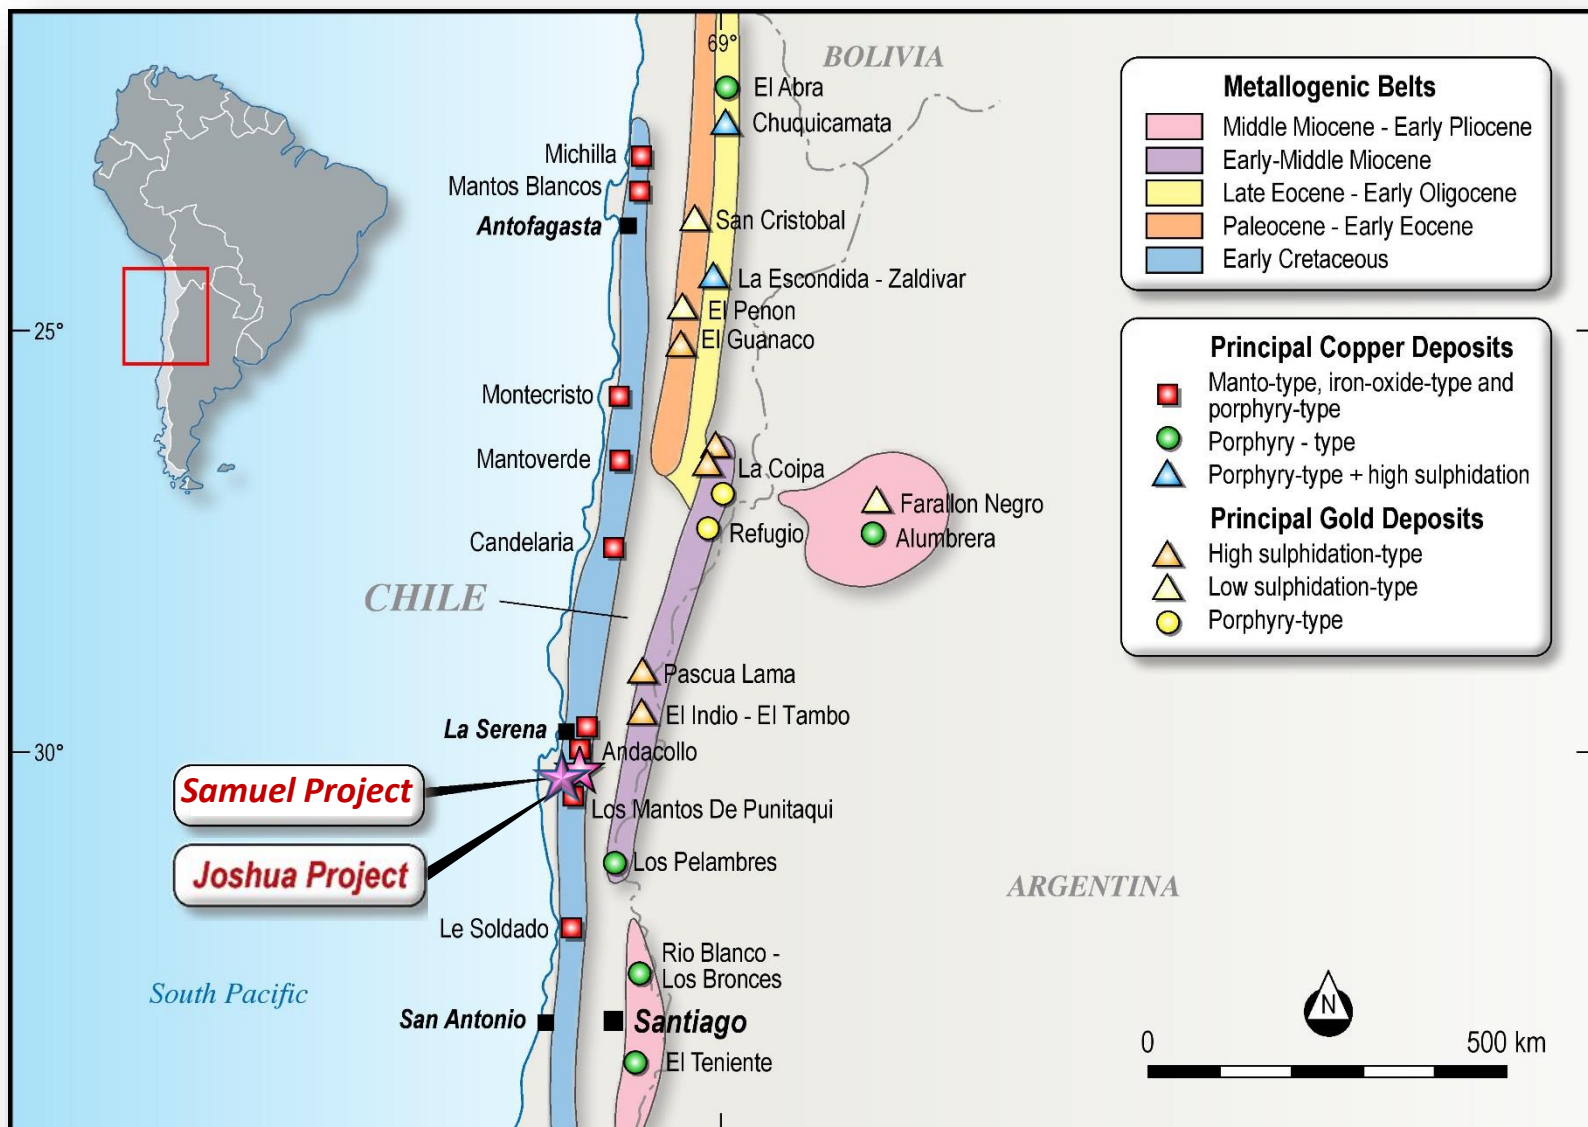 69°
BOLIVIA
El Abra
Chuquicamata
Michilla
Mantos Blancos
Antofagasta
San Cristobal
La Escondida - Zaldivar
El Penon
25°
El Guanaco
Montecristo
Mantoverde
La Coipa
Farallon Negro
Refugio
Alumbrera
Candelaria
CHILE
Pascua Lama
El Indio - El Tambo
La Serena
30°
Andacollo
Samuel Project
Los Mantos De Punitaqui
Joshua Project
Los Pelambres
ARGENTINA
Le Soldado
Rio Blanco -
Los Bronces
South Pacific
San Antonio
Santiago
El Teniente
Metallogenic Belts
Middle Miocene - Early Pliocene
Early-Middle Miocene
Late Eocene - Early Oligocene
Paleocene - Early Eocene
Early Cretaceous
Principal Copper Deposits
Manto-type, iron-oxide-type and
porphyry-type
Porphyry - type
Porphyry-type + high sulphidation
Principal Gold Deposits
High sulphidation-type
Low sulphidation-type
Porphyry-type
N
0
500 km